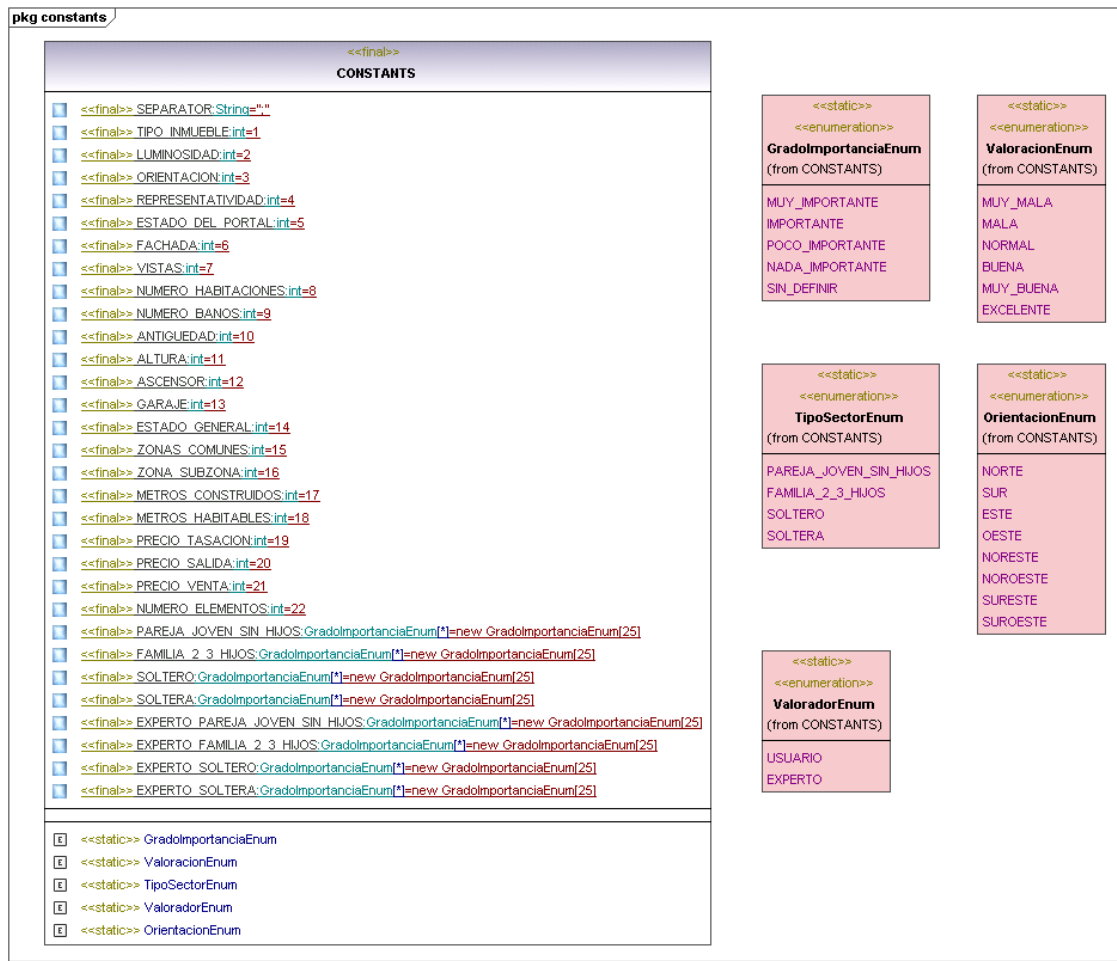 pkg constants
<<final>>
CONSTANTS
<<final>> SEPARATOR:String=";"
<<final>> TIPO_INMUEBLE:int=1
<<final>> LUMINOSIDAD:int=2
<<final>> ORIENTACION:int=3
<<final>> REPRESENTATIVIDAD:int=4
<<final>> ESTADO_DEL_PORTAL:int=5
<<final>> FACHADA:int=6
<<final>> VISTAS:int=7
<<final>> NUMERO_HABITACIONES:int=8
<<final>> NUMERO_BANOS:int=9
<<final>> ANTIGUEDAD:int=10
<<final>> ALTURA:int=11
<<final>> ASCENSOR:int=12
<<final>> GARAJE:int=13
<<final>> ESTADO_GENERAL:int=14
<<final>> ZONAS_COMUNES:int=15
<<final>> ZONA_SUBZONA:int=16
<<final>> METROS_CONSTRUIDOS:int=17
<<final>> METROS_HABITABLES:int=18
<<final>> PRECIO_TASACION:int=19
<<final>> PRECIO_SALIDA:int=20
<<final>> PRECIO_VENTA:int=21
<<final>> NUMERO_ELEMENTOS:int=22
<<final>> PAREJA_JOVEN_SIN_HIJOS:GradoImportanciaEnum[*]=new GradoImportanciaEnum[25]
<<final>> FAMILIA_2_3_HIJOS:GradoImportanciaEnum[*]=new GradoImportanciaEnum[25]
<<final>> SOLTERO:GradoImportanciaEnum[*]=new GradoImportanciaEnum[25]
<<final>> SOLTERA:GradoImportanciaEnum[*]=new GradoImportanciaEnum[25]
<<final>> EXPERTO_PAREJA_JOVEN_SIN_HIJOS:GradoImportanciaEnum[*]=new GradoImportanciaEnum[25]
<<final>> EXPERTO_FAMILIA_2_3_HIJOS:GradoImportanciaEnum[*]=new GradoImportanciaEnum[25]
<<final>> EXPERTO_SOLTERO:GradoImportanciaEnum[*]=new GradoImportanciaEnum[25]
<<final>> EXPERTO_SOLTERA:GradoImportanciaEnum[*]=new GradoImportanciaEnum[25]
E <<static>> GradoImportanciaEnum
E <<static>> ValoracionEnum
E <<static>> TipoSectorEnum
E <<static>> ValoradorEnum
E <<static>> OrientacionEnum
<<static>>
<<enumeration>>
GradoImportanciaEnum
(from CONSTANTS)
MUY_IMPORTANTE
IMPORTANTE
POCO_IMPORTANTE
NADA_IMPORTANTE
SIN_DEFINIR
<<static>>
<<enumeration>>
ValoracionEnum
(from CONSTANTS)
MUY_MALA
MALA
NORMAL
BUENA
MUY_BUENA
EXCELENTE
<<static>>
<<enumeration>>
TipoSectorEnum
(from CONSTANTS)
PAREJA_JOVEN_SIN_HIJOS
FAMILIA_2_3_HIJOS
SOLTERO
SOLTERA
<<static>>
<<enumeration>>
OrientacionEnum
(from CONSTANTS)
NORTE
SUR
ESTE
OESTE
NORESTE
NOROESTE
SURESTE
SUROESTE
<<static>>
<<enumeration>>
ValoradorEnum
(from CONSTANTS)
USUARIO
EXPERTO